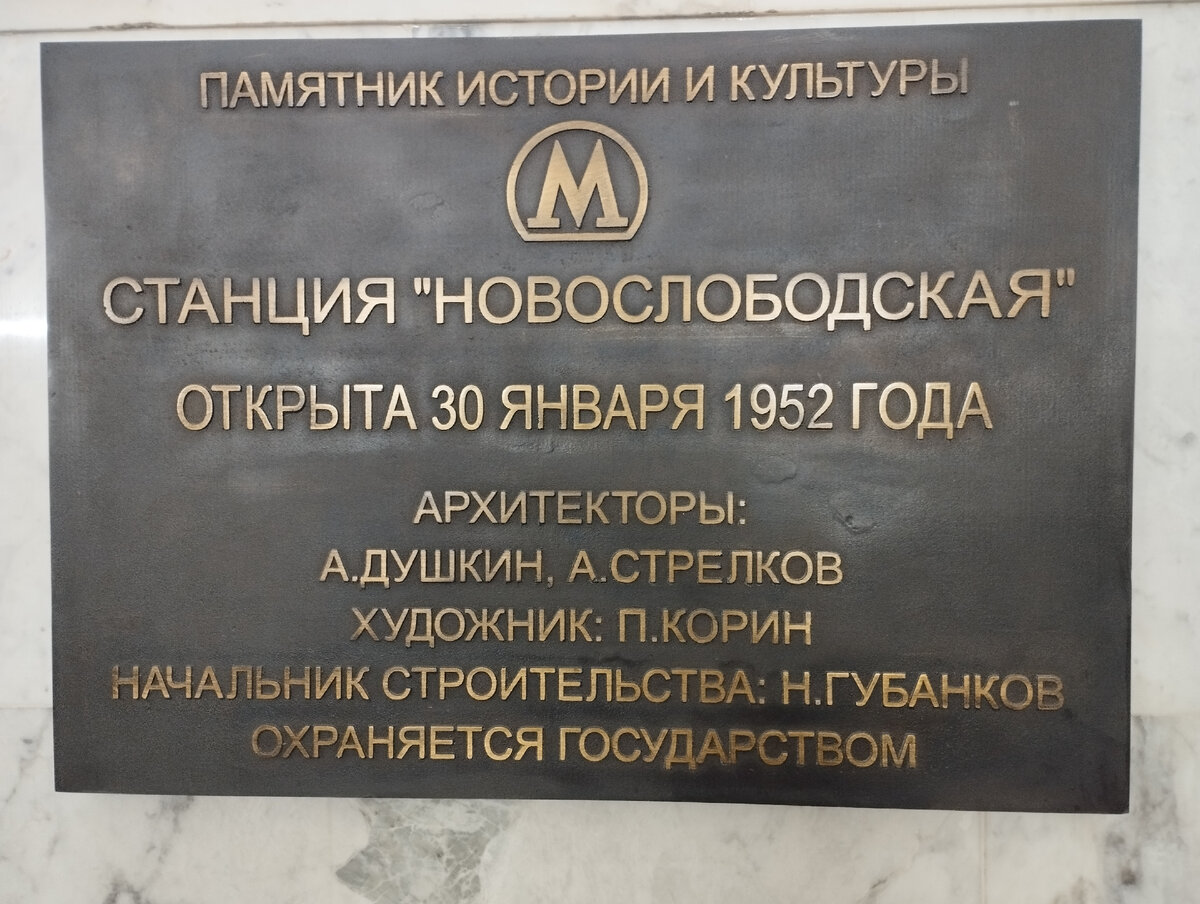 ПАМЯТНИК ИСТОРИИ И КУЛЬТУРЫ
М
СТАНЦИЯ "НОВОСЛОБОДСКАЯ"
ОТКРЫТА 30 ЯНВАРЯ 1952 ГОДА
АРХИТЕКТОРЫ:
А.ДУШКИН, А.СТРЕЛКОВ
ХУДОЖНИК: П.КОРИН
НАЧАЛЬНИК СТРОИТЕЛЬСТВА: Н.ГУБАНКОВ
ОХРАНЯЕТСЯ ГОСУДАРСТВОМ